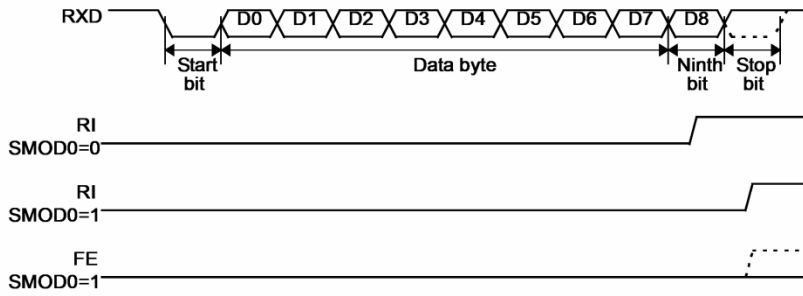 RXD D0 D1 D2 D3 D4 D5 D6 D7 D8
Start bit
Data byte
Ninth bit
Stop bit
RI
SMOD0=0
RI
SMOD0=1
FE
SMOD0=1